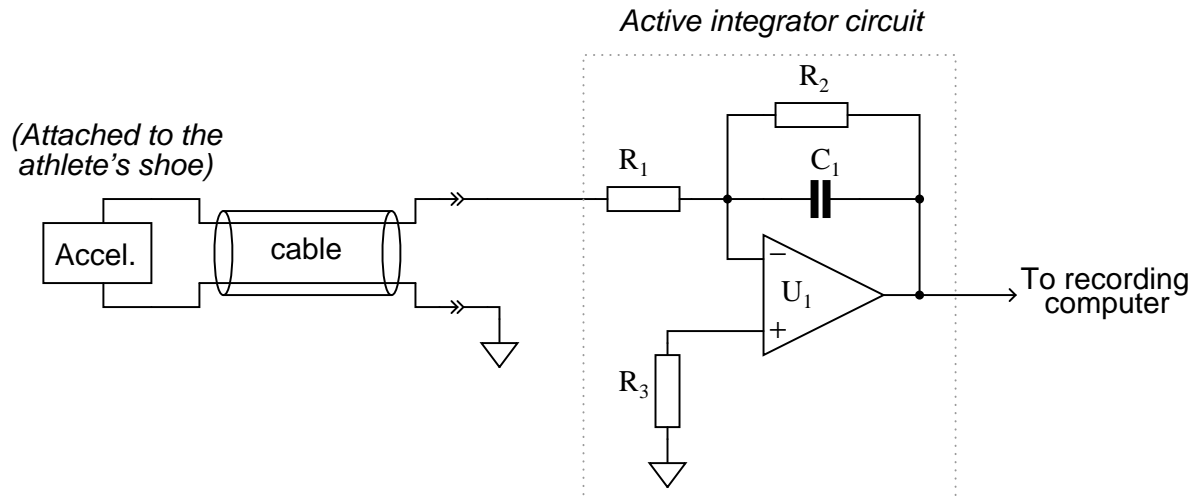 Active integrator circuit
R2
(Attached to the
athlete's shoe)
R1
C1
Accel.
cable
−
U1
To recording
computer
+
R3